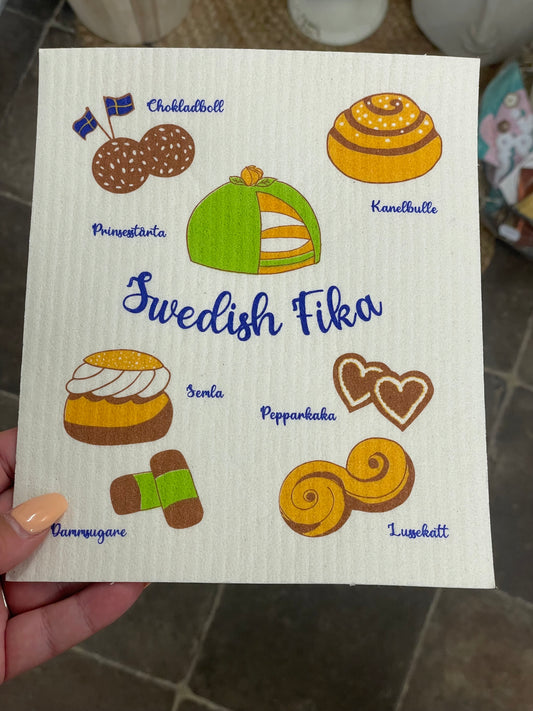 Chokladboll
Kanelbulle
Prinsesstårta
Swedish Fika
Semla
Pepparkaka
Dammsugare
Lussekatt